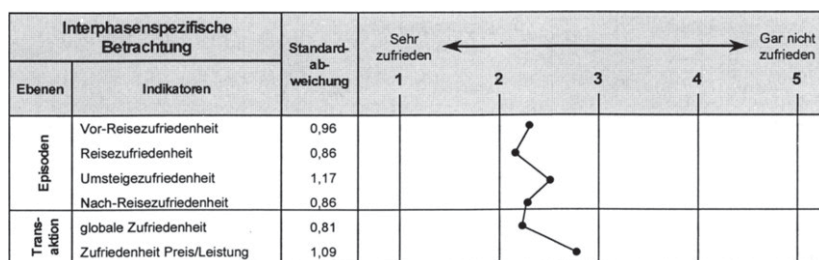 Interphasenspezifische
Betrachtung
Standard-
ab-
weichung
Sehr
zufrieden
Gar nicht
zufrieden
1 2 3 4 5
Ebenen Indikatoren
Episoden
Vor-Reisezufriedenheit 0,96
Reisezufriedenheit 0,86
Umsteigezufriedenheit 1,17
Nach-Reisezufriedenheit 0,86
Trans-
aktion
globale Zufriedenheit 0,81
Zufriedenheit Preis/Leistung 1,09